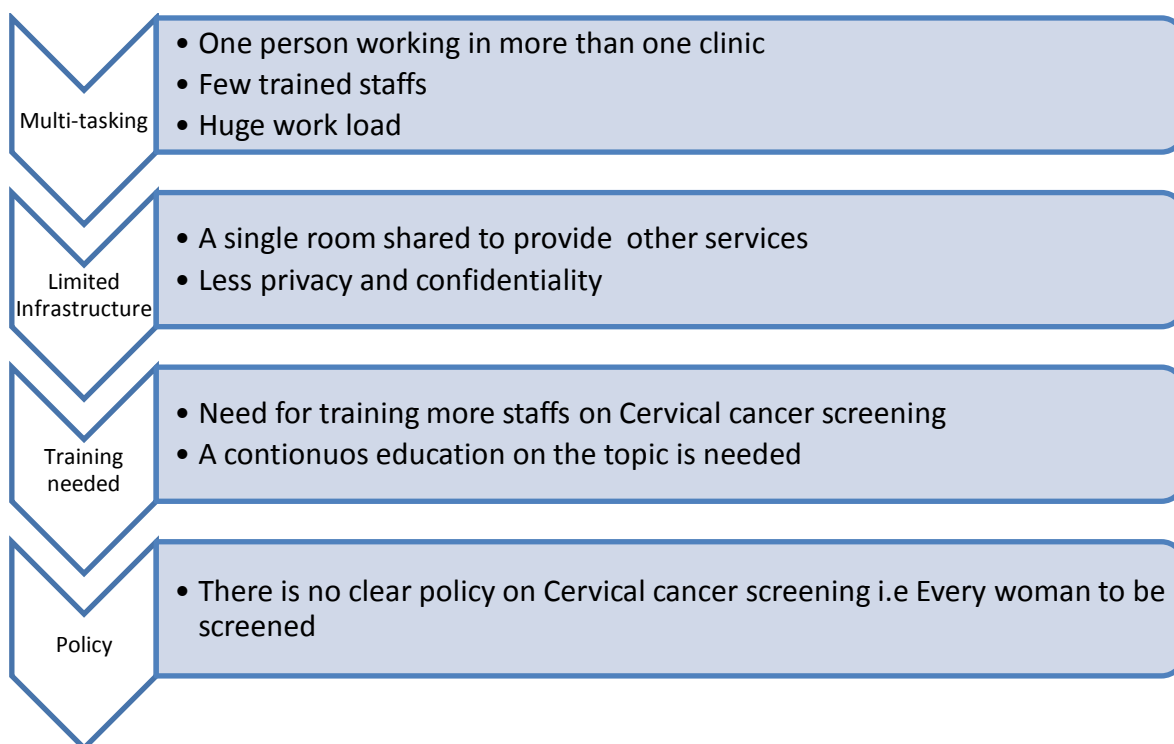 Multi-tasking
• One person working in more than one clinic
• Few trained staffs
• Huge work load
Limited
Infrastructure
• A single room shared to provide  other services
• Less privacy and confidentiality
Training
needed
• Need for training more staffs on Cervical cancer screening
• A contionuos education on the topic is needed
Policy
• There is no clear policy on Cervical cancer screening i.e Every woman to be
screened